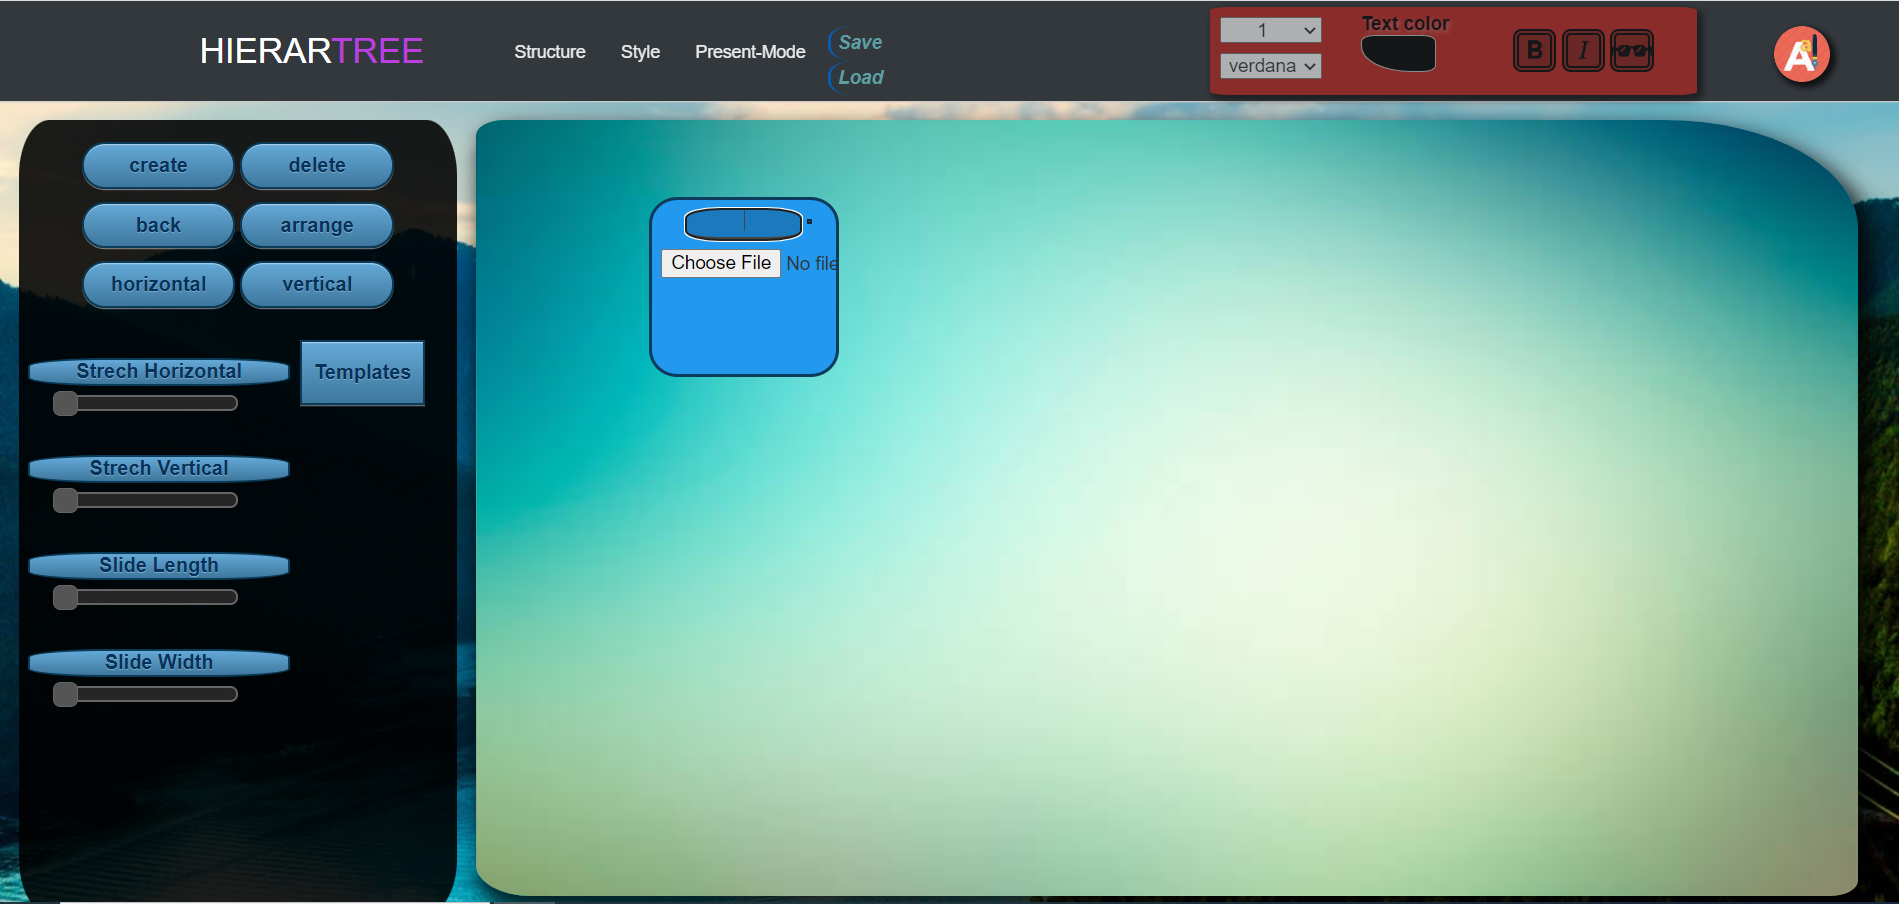 HIERARTREE
Structure
Style
Present-Mode
Save
Load
1
verdana
Text color
B
I
A
create
delete
back
arrange
horizontal
vertical
Strech Horizontal
Templates
Strech Vertical
Slide Length
Slide Width
Choose File
No file